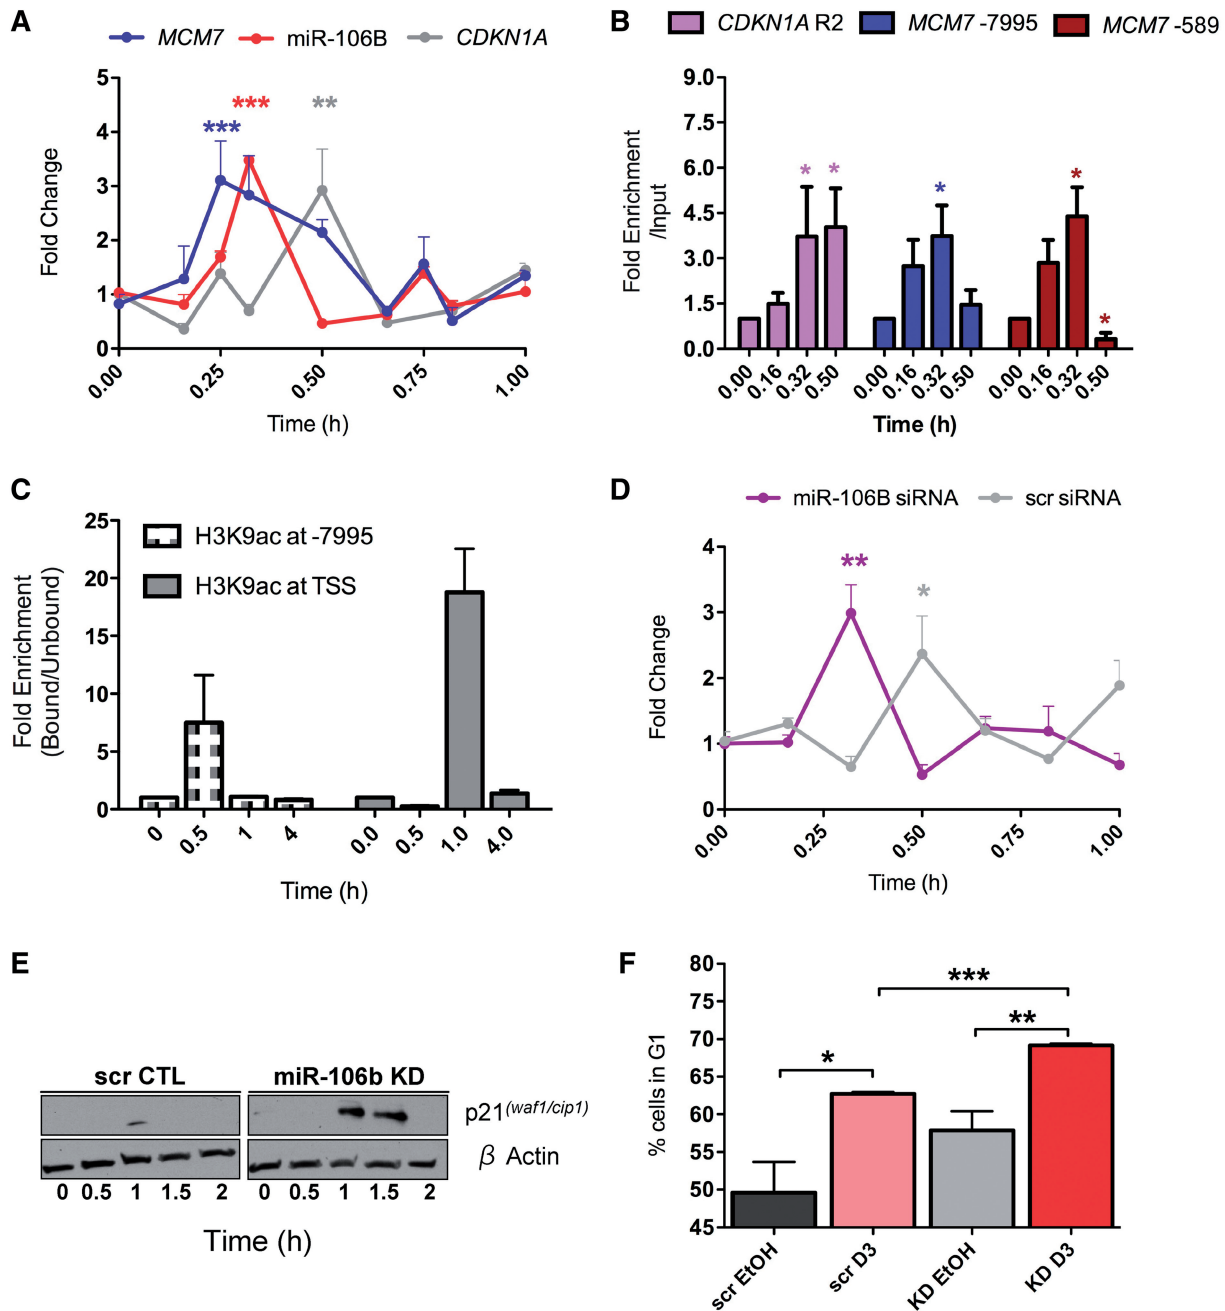 A
MCM7 miR-106B CDKN1A
5
4
3
2
1
0
Fold Change
*** *** **
0.00 0.25 0.50 0.75 1.00
Time (h)
B
CDKN1A R2 MCM7 -7995 MCM7 -589
9.0
7.5
6.0
4.5
3.0
1.5
0.0
Fold Enrichment
/Input
* * * * *
0.00 0.16 0.32 0.50 0.00 0.16 0.32 0.50 0.00 0.16 0.32 0.50
Time (h)
C
H3K9ac at -7995
H3K9ac at TSS
25
20
15
10
5
0
Fold Enrichment
(Bound/Unbound)
0 0.5 1 4 0.0 0.5 1.0 4.0
Time (h)
D
miR-106B siRNA scr siRNA
4
3
2
1
0
Fold Change
** *
0.00 0.25 0.50 0.75 1.00
Time (h)
E
scr CTL miR-106b KD
p21(waf1/cip1)
β Actin
0 0.5 1 1.5 2 0 0.5 1 1.5 2
Time (h)
F
80
75
70
65
60
55
50
45
% cells in G1
***
**
*
scr EtOH scr D3 KD EtOH KD D3